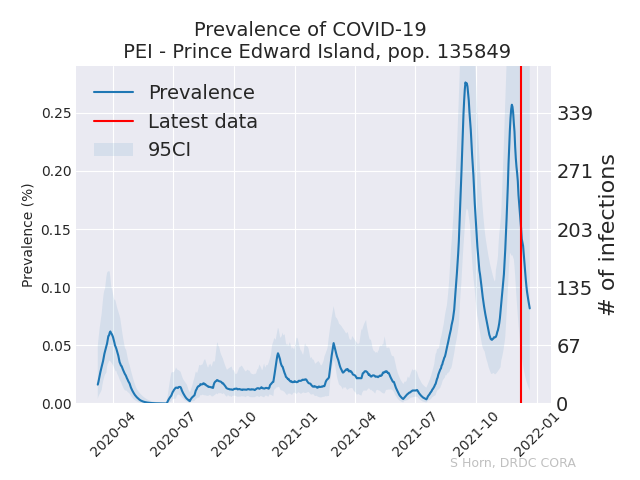 Prevalence of COVID-19
PEI - Prince Edward Island, pop. 135849
Prevalence
Latest data
95CI
Prevalence (%)
0.25
0.20
0.15
0.10
0.05
0.00
339
271
203
135
67
0
# of infections
2020-04
2020-07
2020-10
2021-01
2021-04
2021-07
2021-10
2022-01
S Horn, DRDC CORA